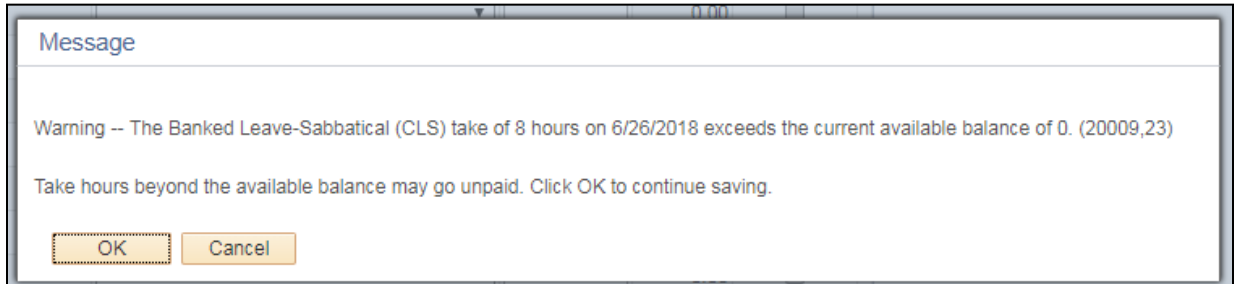 0.00
Message
Warning -- The Banked Leave-Sabbatical (CLS) take of 8 hours on 6/26/2018 exceeds the current available balance of 0. (20009,23)
Take hours beyond the available balance may go unpaid. Click OK to continue saving.
OK Cancel